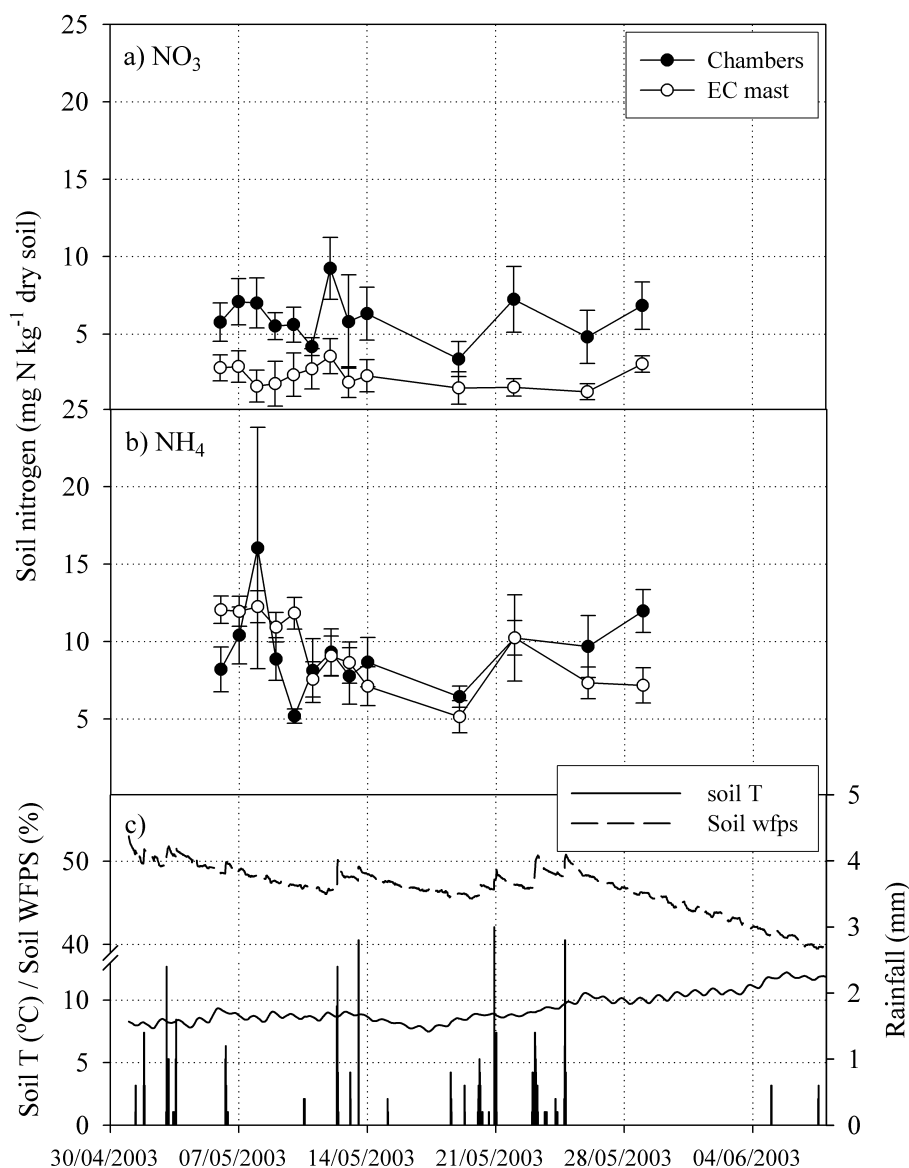 25
a) NO3
Chambers
EC mast
20
15
10
5
Soil nitrogen (mg N kg-1 dry soil)
25
b) NH4
20
15
10
5
soil T
Soil wfps
c)
50
40
10
5
0
Soil T (oC) / Soil WFPS (%)
5
4
3
2
1
0
Rainfall (mm)
30/04/2003 07/05/2003 14/05/2003 21/05/2003 28/05/2003 04/06/2003